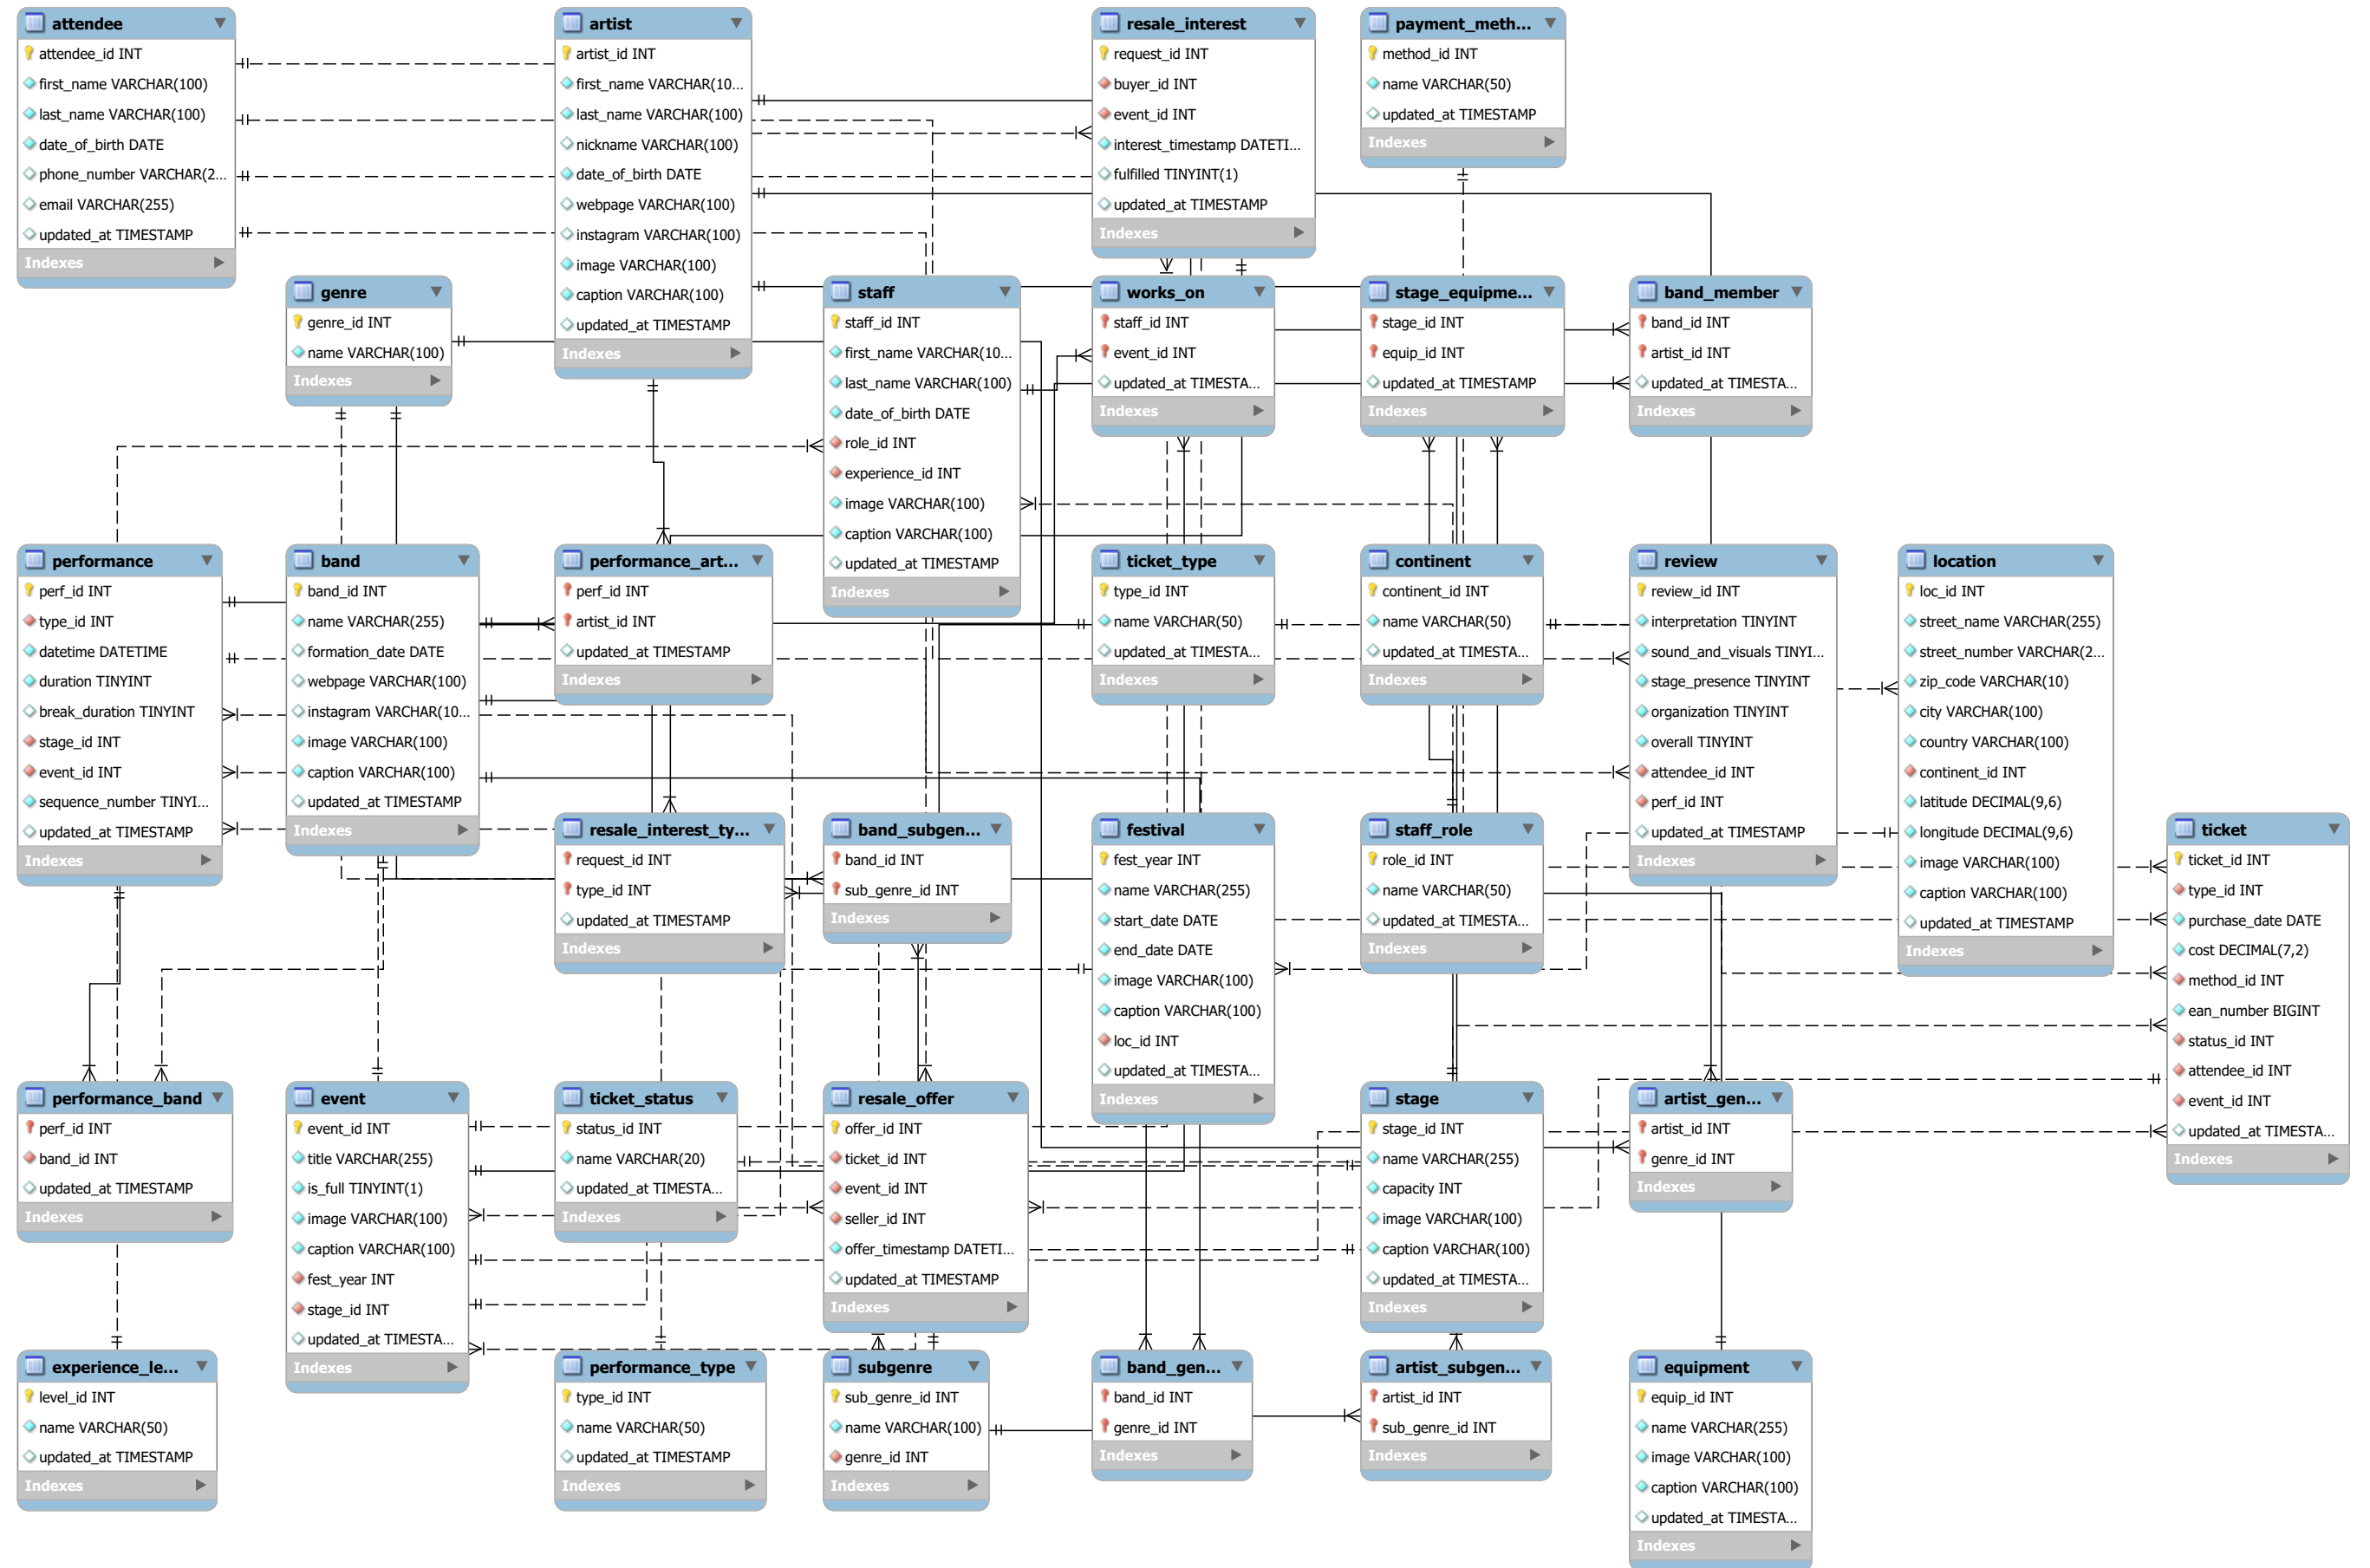 attendee
attendee_id INT
first_name VARCHAR(100)
last_name VARCHAR(100)
date_of_birth DATE
phone_number VARCHAR(2...
email VARCHAR(255)
updated_at TIMESTAMP
Indexes
artist
artist_id INT
first_name VARCHAR(10...
last_name VARCHAR(100)
nickname VARCHAR(100)
date_of_birth DATE
webpage VARCHAR(100)
instagram VARCHAR(100)
image VARCHAR(100)
caption VARCHAR(100)
updated_at TIMESTAMP
Indexes
resale_interest
request_id INT
buyer_id INT
event_id INT
interest_timestamp DATETI...
fulfilled TINYINT(1)
updated_at TIMESTAMP
Indexes
payment_meth...
method_id INT
name VARCHAR(50)
updated_at TIMESTAMP
Indexes
genre
genre_id INT
name VARCHAR(100)
Indexes
staff
staff_id INT
first_name VARCHAR(10...
last_name VARCHAR(100)
date_of_birth DATE
role_id INT
experience_id INT
image VARCHAR(100)
caption VARCHAR(100)
updated_at TIMESTAMP
Indexes
works_on
staff_id INT
event_id INT
updated_at TIMESTA...
Indexes
stage_equipme...
stage_id INT
equip_id INT
updated_at TIMESTAMP
Indexes
band_member
band_id INT
artist_id INT
updated_at TIMESTA...
Indexes
performance
perf_id INT
type_id INT
datetime DATETIME
duration TINYINT
break_duration TINYINT
stage_id INT
event_id INT
sequence_number TINYI...
updated_at TIMESTAMP
Indexes
band
band_id INT
name VARCHAR(255)
formation_date DATE
webpage VARCHAR(100)
instagram VARCHAR(10...
image VARCHAR(100)
caption VARCHAR(100)
updated_at TIMESTAMP
Indexes
performance_art...
perf_id INT
artist_id INT
updated_at TIMESTAMP
Indexes
ticket_type
type_id INT
name VARCHAR(50)
updated_at TIMESTA...
Indexes
continent
continent_id INT
name VARCHAR(50)
updated_at TIMESTA...
Indexes
review
review_id INT
interpretation TINYINT
sound_and_visuals TINYI...
stage_presence TINYINT
organization TINYINT
overall TINYINT
attendee_id INT
perf_id INT
updated_at TIMESTAMP
Indexes
location
loc_id INT
street_name VARCHAR(255)
street_number VARCHAR(2...
zip_code VARCHAR(10)
city VARCHAR(100)
country VARCHAR(100)
continent_id INT
latitude DECIMAL(9,6)
longitude DECIMAL(9,6)
image VARCHAR(100)
caption VARCHAR(100)
updated_at TIMESTAMP
Indexes
resale_interest_ty...
request_id INT
type_id INT
updated_at TIMESTAMP
Indexes
band_subgen...
band_id INT
sub_genre_id INT
Indexes
festival
fest_year INT
name VARCHAR(255)
start_date DATE
end_date DATE
image VARCHAR(100)
caption VARCHAR(100)
loc_id INT
updated_at TIMESTA...
Indexes
staff_role
role_id INT
name VARCHAR(50)
updated_at TIMESTA...
Indexes
ticket
ticket_id INT
type_id INT
purchase_date DATE
cost DECIMAL(7,2)
method_id INT
ean_number BIGINT
status_id INT
attendee_id INT
event_id INT
updated_at TIMESTA...
Indexes
performance_band
perf_id INT
band_id INT
updated_at TIMESTAMP
Indexes
event
event_id INT
title VARCHAR(255)
is_full TINYINT(1)
image VARCHAR(100)
caption VARCHAR(100)
fest_year INT
stage_id INT
updated_at TIMESTA...
Indexes
ticket_status
status_id INT
name VARCHAR(20)
updated_at TIMESTA...
Indexes
resale_offer
offer_id INT
ticket_id INT
event_id INT
seller_id INT
offer_timestamp DATETI...
updated_at TIMESTAMP
Indexes
stage
stage_id INT
name VARCHAR(255)
capacity INT
image VARCHAR(100)
caption VARCHAR(100)
updated_at TIMESTA...
Indexes
artist_gen...
artist_id INT
genre_id INT
Indexes
experience_le...
level_id INT
name VARCHAR(50)
updated_at TIMESTAMP
Indexes
performance_type
type_id INT
name VARCHAR(50)
updated_at TIMESTAMP
Indexes
subgenre
sub_genre_id INT
name VARCHAR(100)
genre_id INT
Indexes
band_gen...
band_id INT
genre_id INT
Indexes
artist_subgen...
artist_id INT
sub_genre_id INT
Indexes
equipment
equip_id INT
name VARCHAR(255)
image VARCHAR(100)
caption VARCHAR(100)
updated_at TIMESTA...
Indexes